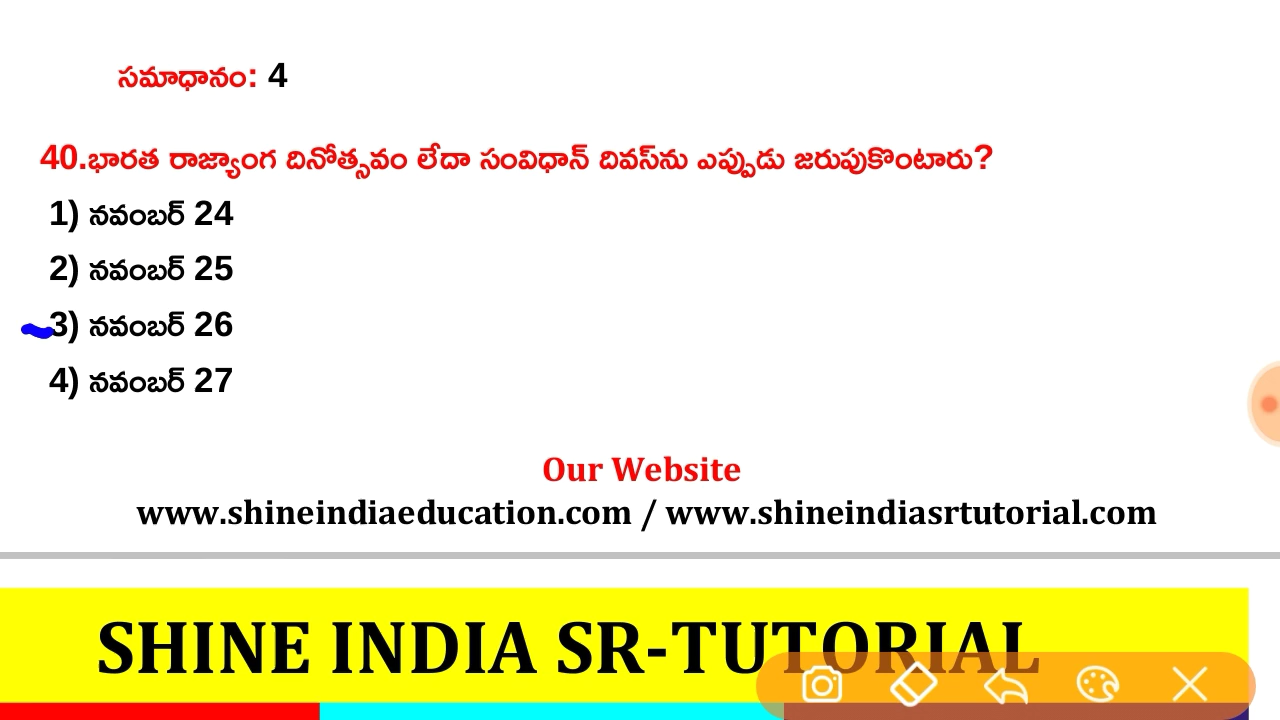 సమాధానం: 4
40.భారత రాజ్యాంగ దినోత్సవం లేదా సంవిధాన్ దివస్‌ను ఎప్పుడు జరుపుకొంటారు?
1) నవంబర్ 24
2) నవంబర్ 25
3) నవంబర్ 26
4) నవంబర్ 27
Our Website
www.shineindiaeducation.com / www.shineindiasrtutorial.com
SHINE INDIA SR-TUTORIAL